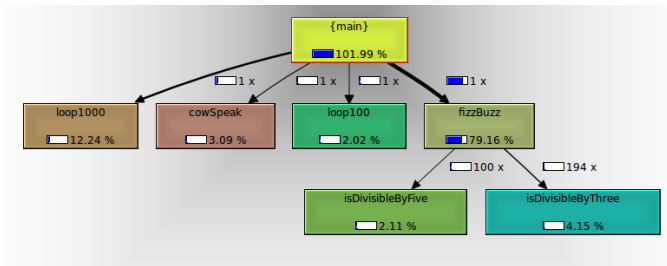 {main}
101.99 %
1 x
1 x
1 x
1 x
loop1000
12.24 %
cowSpeak
3.09 %
loop100
2.02 %
fizzBuzz
79.16 %
100 x
194 x
isDivisibleByFive
2.11 %
isDivisibleByThree
4.15 %